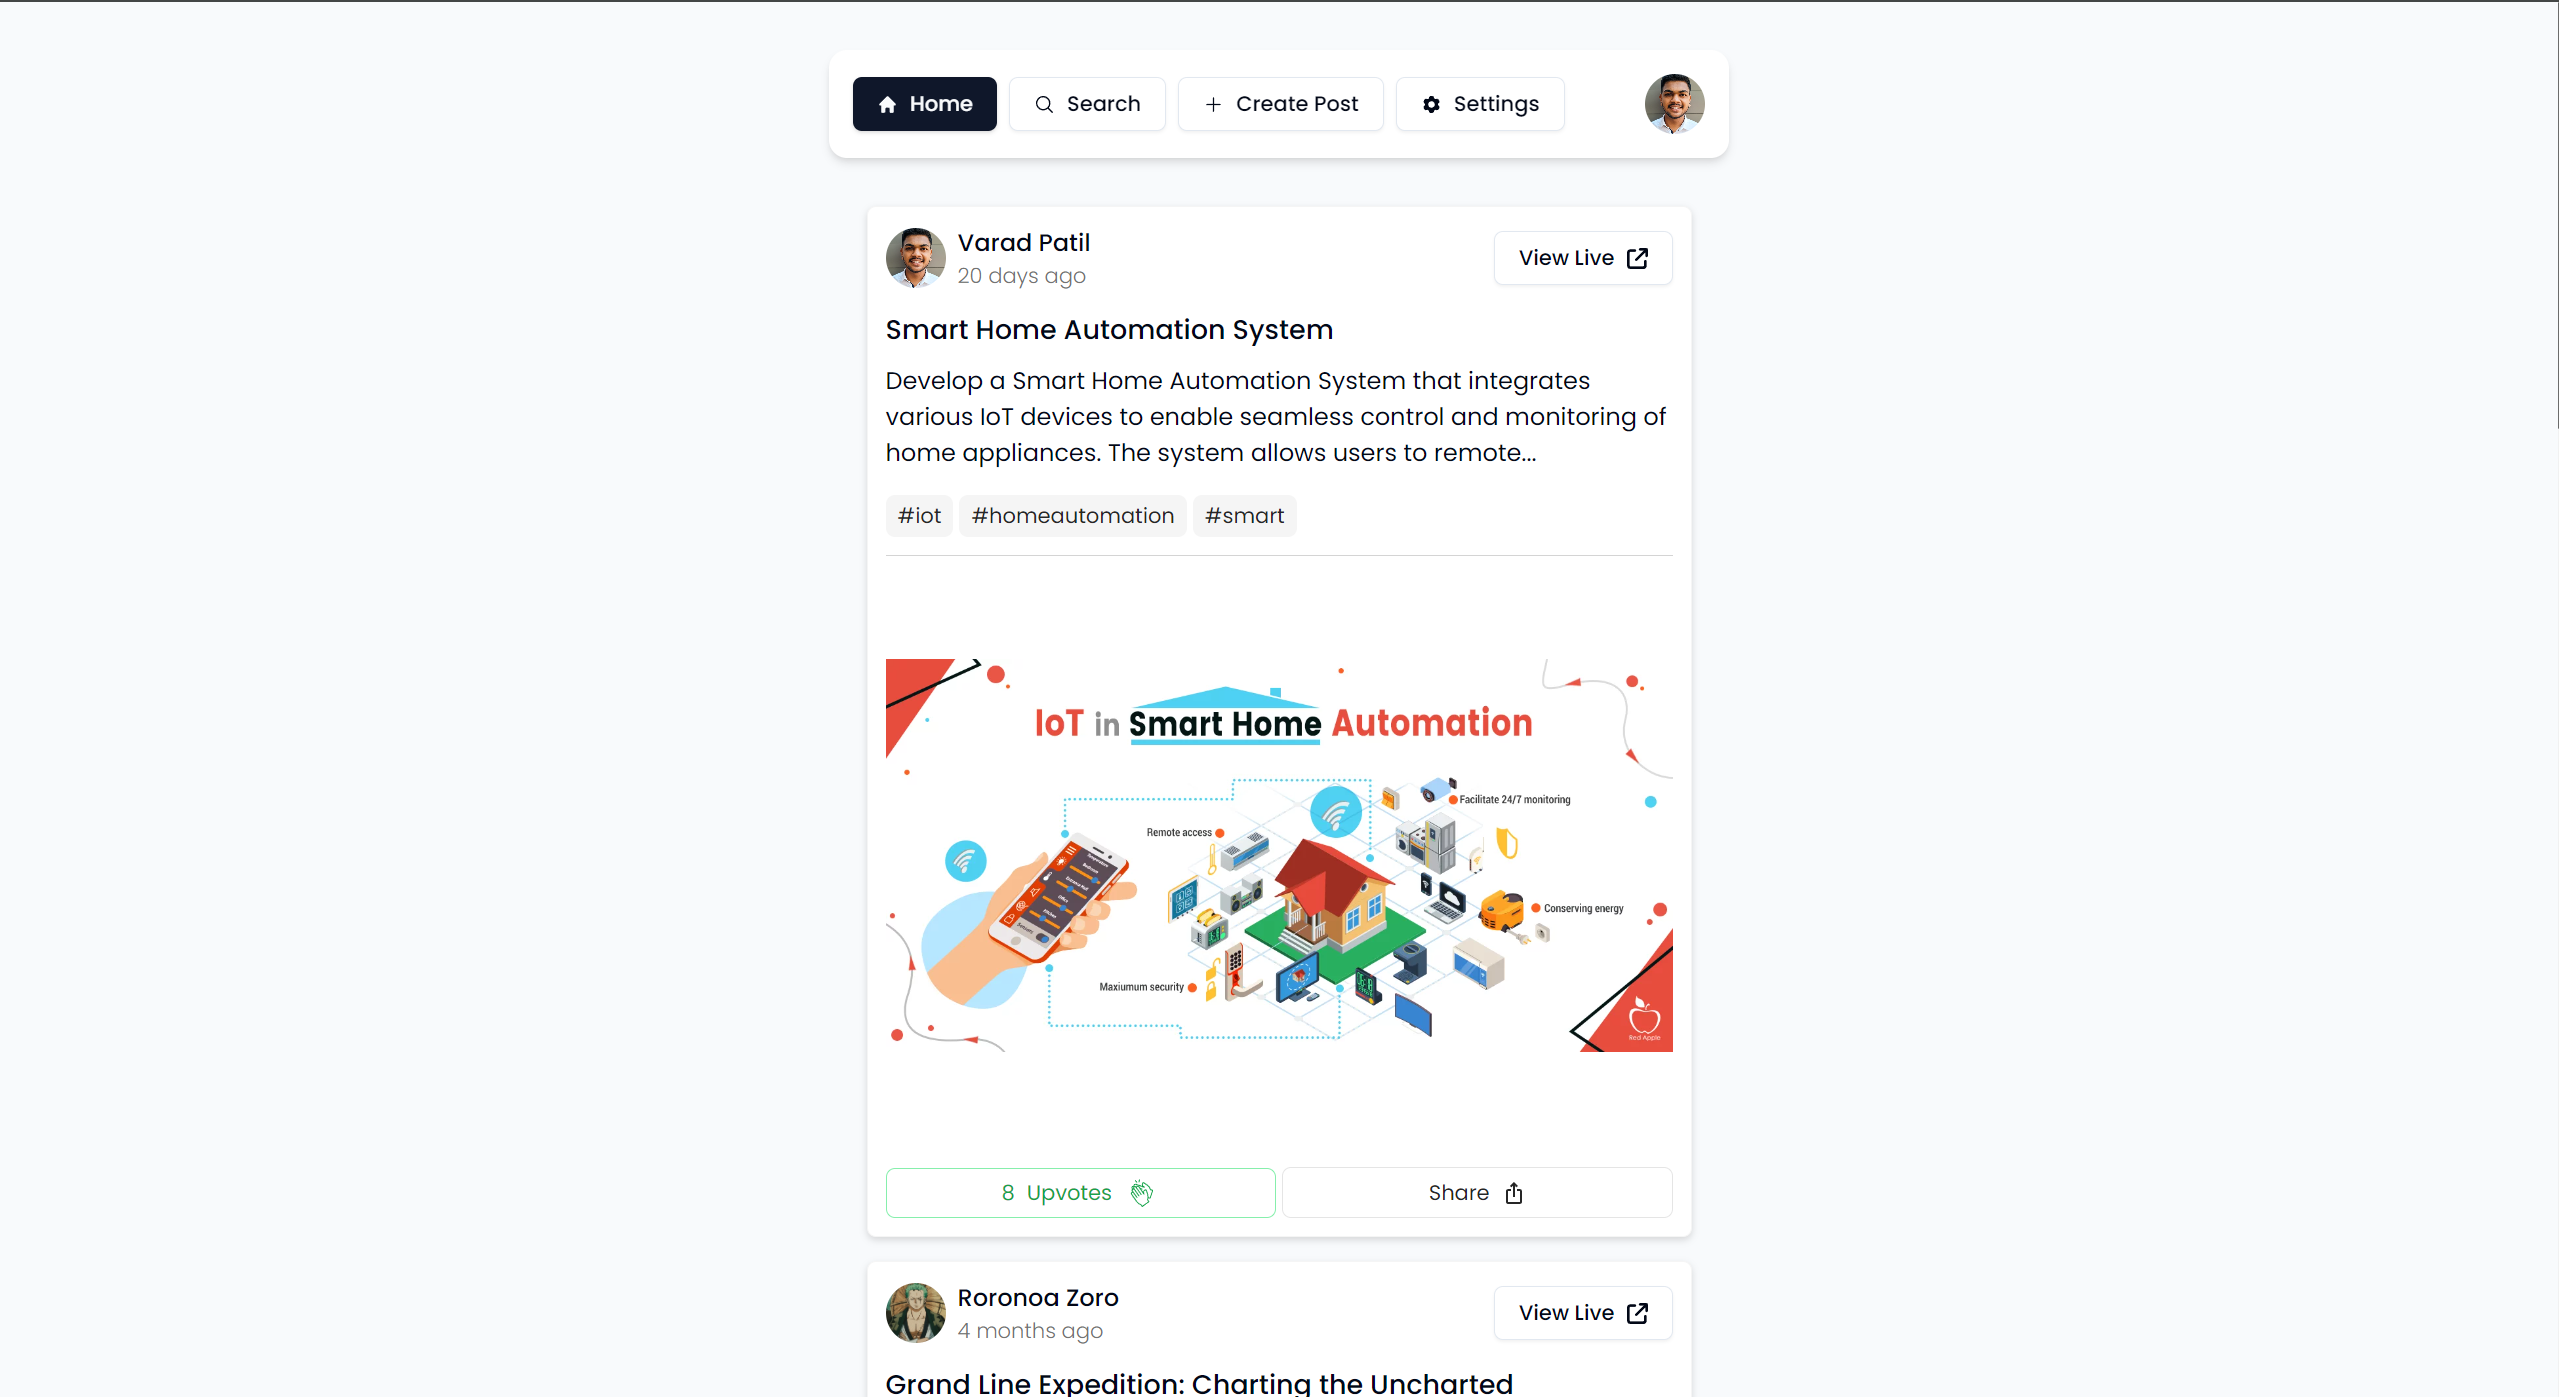 Home
Search
Create Post
Settings
Varad Patil
20 days ago
View Live
Smart Home Automation System
Develop a Smart Home Automation System that integrates
various IoT devices to enable seamless control and monitoring of
home appliances. The system allows users to remote...
#iot
#homeautomation
#smart
IoT in Smart Home Automation
Facilitate 24/7 monitoring
Remote access
Conserving energy
Maxiumum security
Red Apple
8 Upvotes
Share
Roronoa Zoro
4 months ago
View Live
Grand Line Expedition: Charting the Uncharted